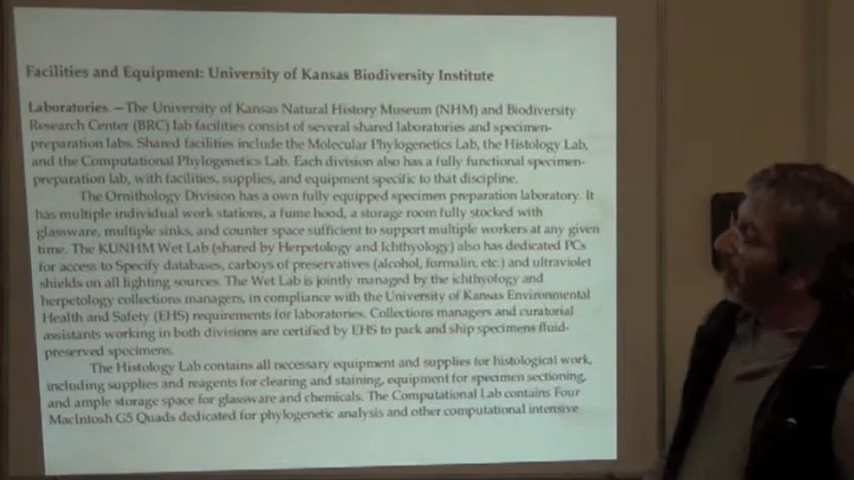 Facilities and Equipment: University of Kansas Biodiversity Institute
Laboratories. —The University of Kansas Natural History Museum (NHM) and Biodiversity
Research Center (BRC) lab facilities consist of several shared laboratories and specimen-
preparation labs. Shared facilities include the Molecular Phylogenetics Lab, the Histology Lab,
and the Computational Phylogenetics Lab. Each division also has a fully functional specimen-
preparation lab, with facilities, supplies, and equipment specific to that discipline.
The Ornithology Division has a own fully equipped specimen preparation laboratory. It
has multiple individual work stations, a fume hood, a storage room fully stocked with
glassware, multiple sinks, and counter space sufficient to support multiple workers at any given
time. The KUNHM Wet Lab (shared by Herpetology and Ichthyology) also has dedicated PCs
for access to Specify databases, carboys of preservatives (alcohol, formalin, etc.) and ultraviolet
shields on all lighting sources. The Wet Lab is jointly managed by the ichthyology and
herpetology collections managers, in compliance with the University of Kansas Environmental
Health and Safety (EHS) requirements for laboratories. Collections managers and curatorial
assistants working in both divisions are certified by EHS to pack and ship specimens fluid-
preserved specimens.
The Histology Lab contains all necessary equipment and supplies for histological work,
including supplies and reagents for clearing and staining, equipment for specimen sectioning,
and ample storage space for glassware and chemicals. The Computational Lab contains Four
MacIntosh G5 Quads dedicated for phylogenetic analysis and other computational intensive